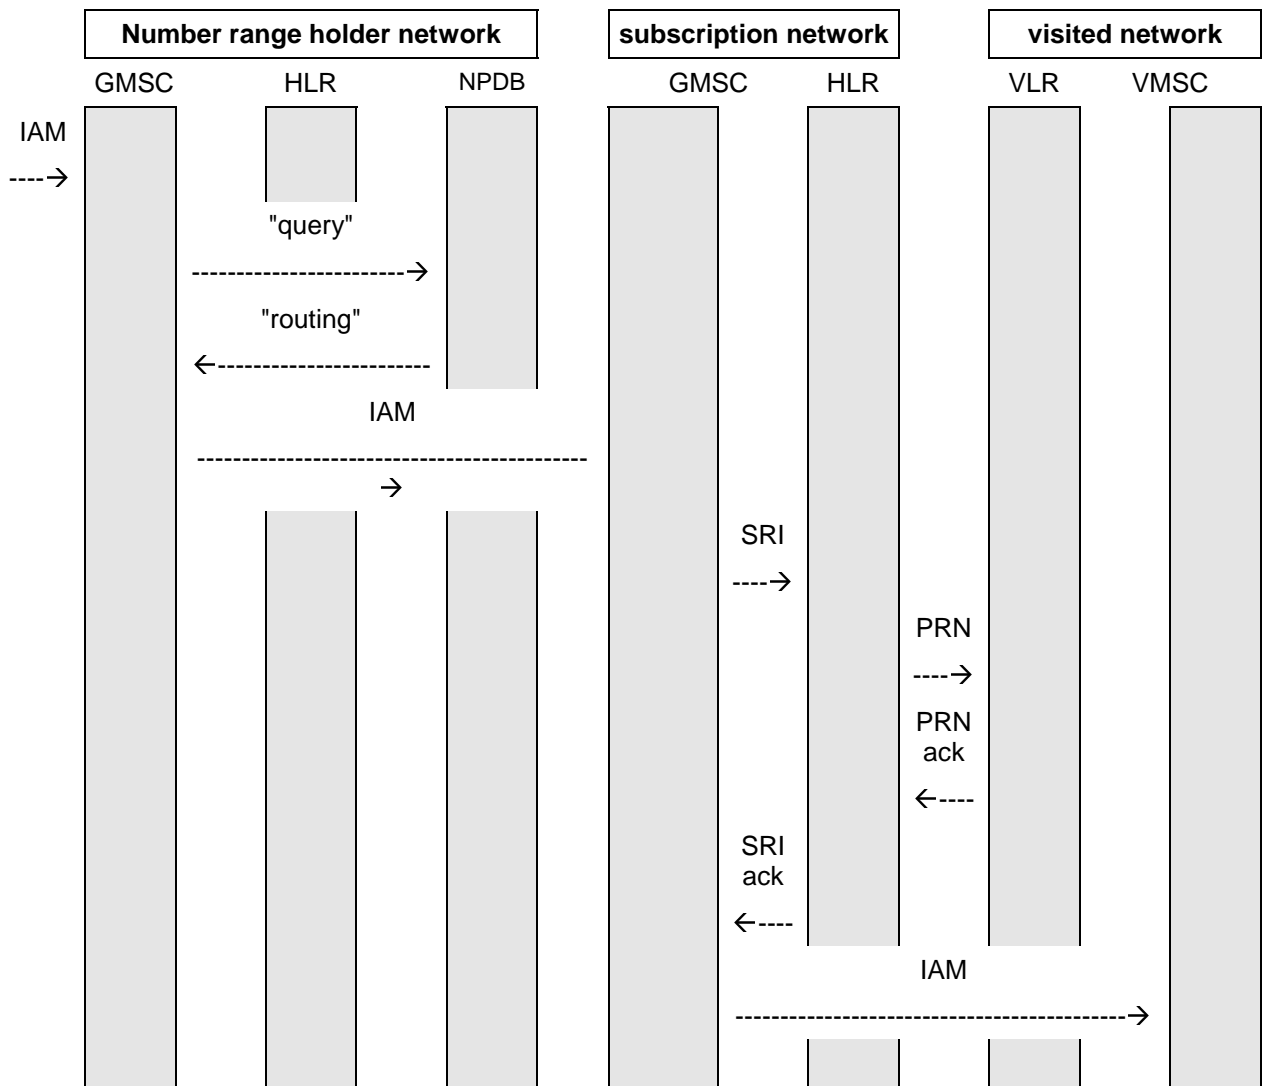 Number range holder network subscription network visited network
GMSC HLR NPDB GMSC HLR VLR VMSC
IAM
---->
"query"
------------------------→
"routing"
←------------------------
IAM
--------------------------------------------
→
SRI
----→
PRN
----→
PRN
ack
←----
SRI
ack
←----
IAM
--------------------------------------------→